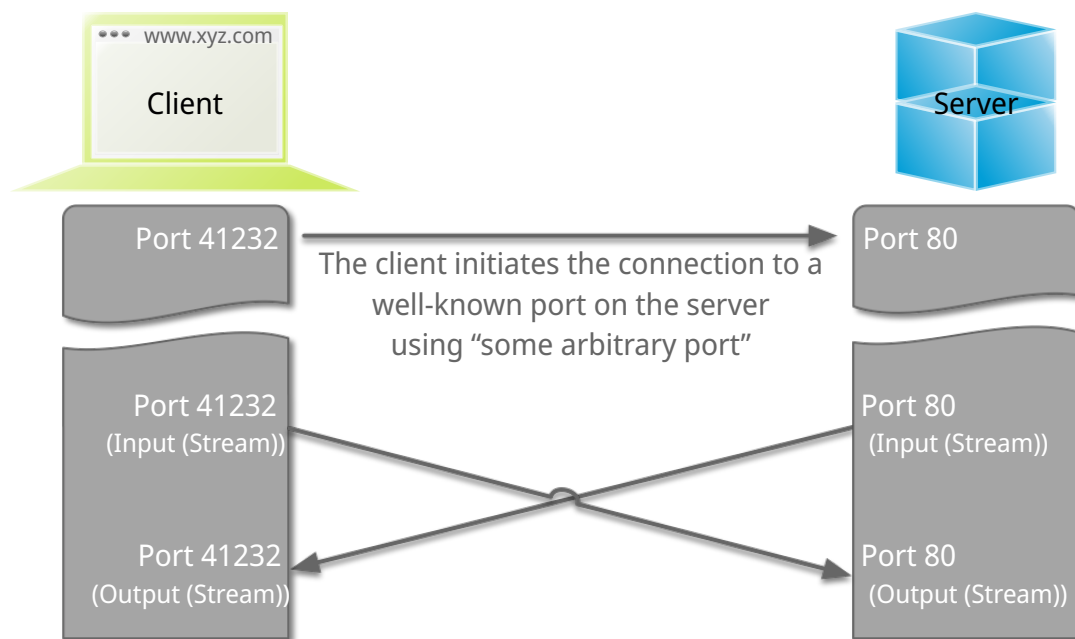 www.xyz.com
Client
Server
Port 41232
Port 80
The client initiates the connection to a
well-known port on the server
using “some arbitrary port”
Port 41232
(Input (Stream))
Port 80
(Input (Stream))
Port 41232
(Output (Stream))
Port 80
(Output (Stream))